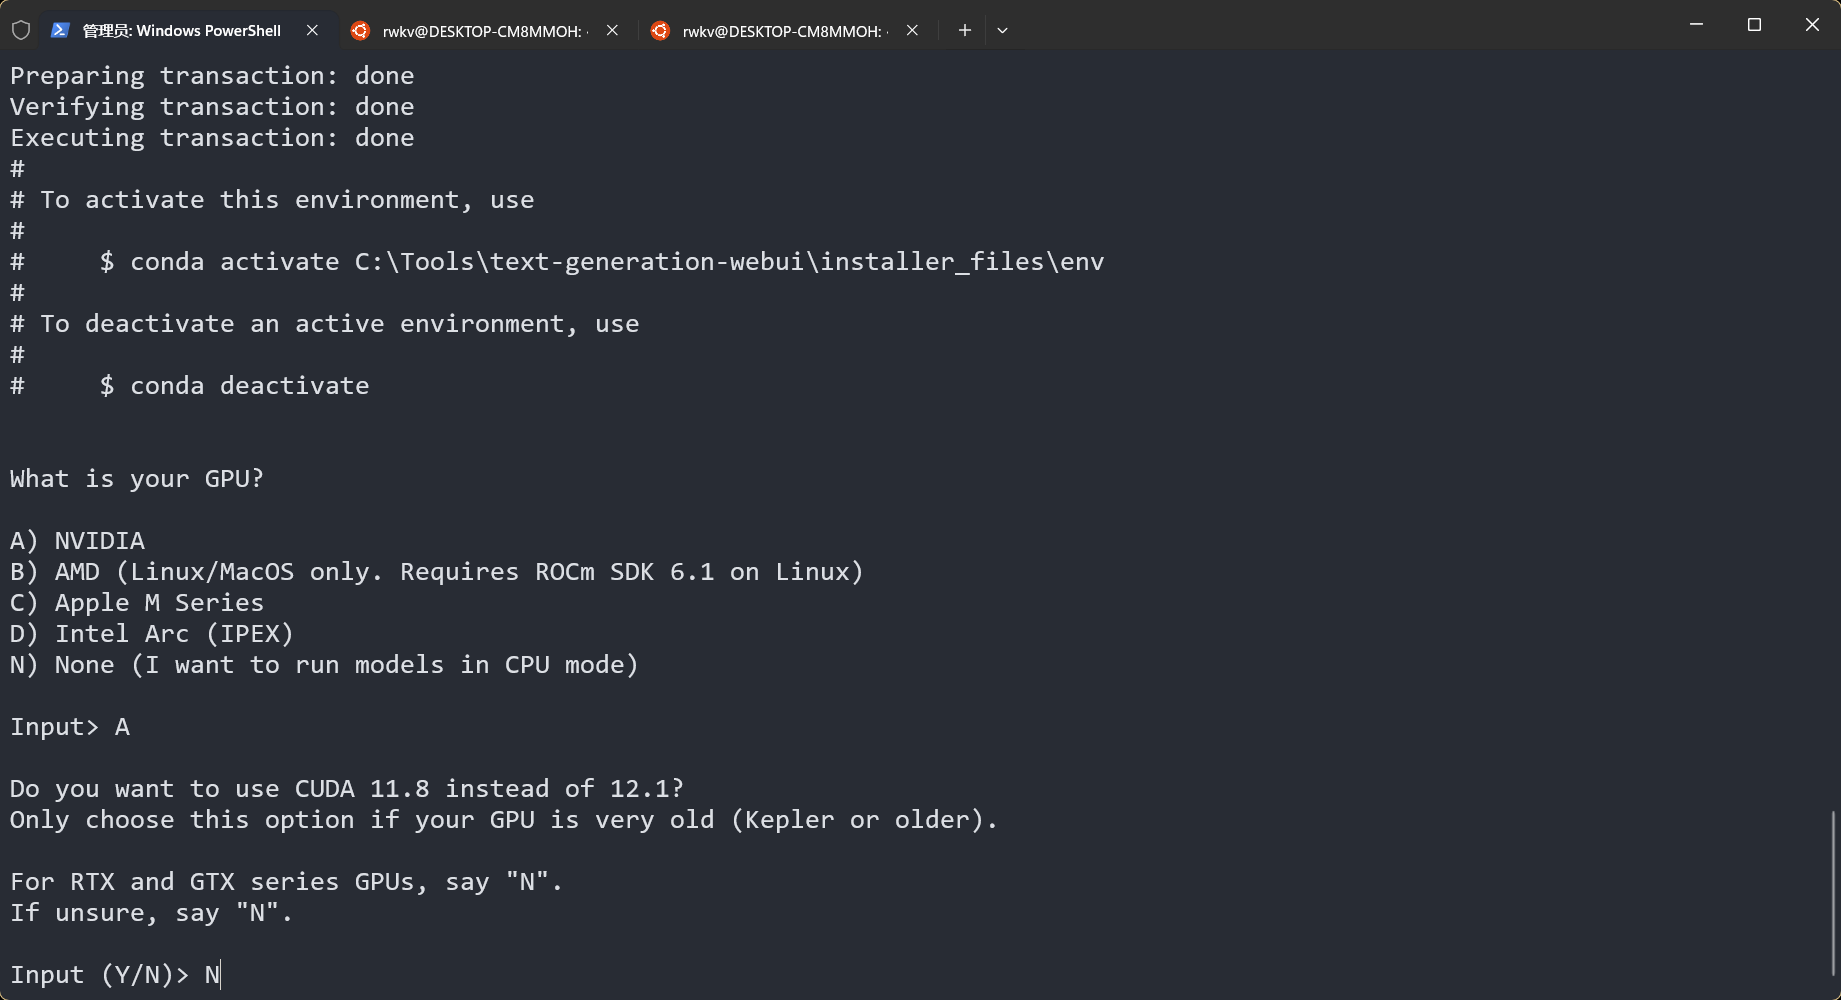 管理员: Windows PowerShell
rwkv@DESKTOP-CM8MMOH:
rwkv@DESKTOP-CM8MMOH:
Preparing transaction: done
Verifying transaction: done
Executing transaction: done
#
# To activate this environment, use
#
#     $ conda activate C:\Tools\text-generation-webui\installer_files\env
#
# To deactivate an active environment, use
#
#     $ conda deactivate
What is your GPU?
A) NVIDIA
B) AMD (Linux/MacOS only. Requires ROCm SDK 6.1 on Linux)
C) Apple M Series
D) Intel Arc (IPEX)
N) None (I want to run models in CPU mode)
Input> A
Do you want to use CUDA 11.8 instead of 12.1?
Only choose this option if your GPU is very old (Kepler or older).
For RTX and GTX series GPUs, say "N".
If unsure, say "N".
Input (Y/N)> N